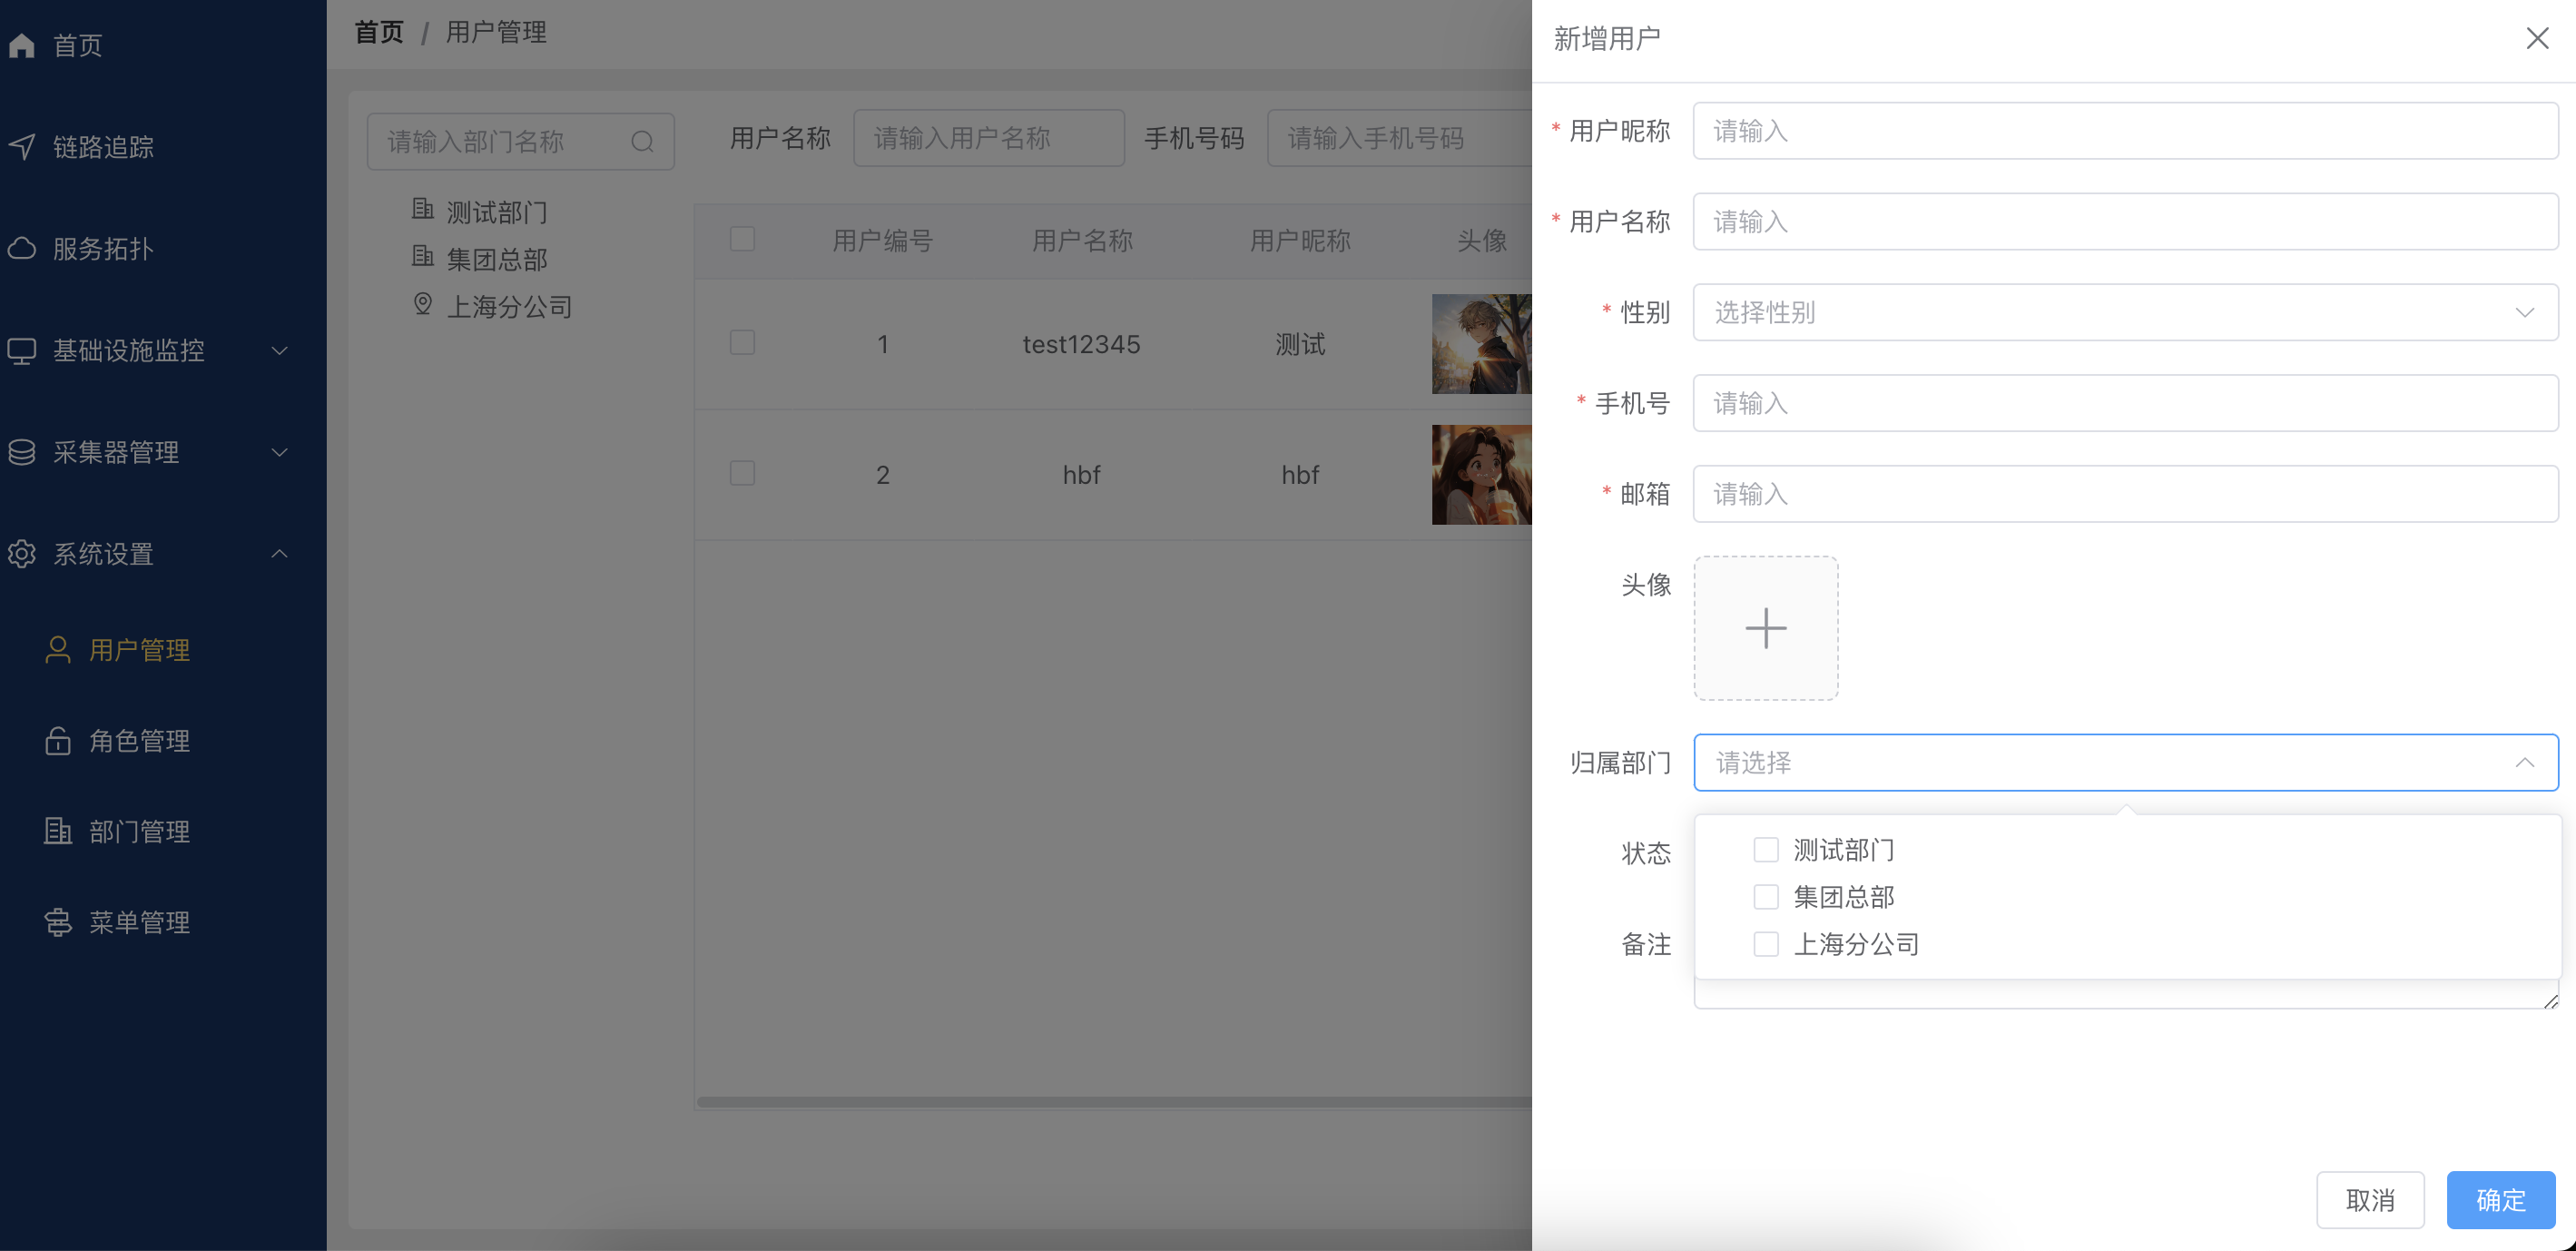 首页
链路追踪
服务拓扑
基础设施监控
采集器管理
系统设置
用户管理
角色管理
部门管理
菜单管理
首页 / 用户管理
请输入部门名称
测试部门
集团总部
上海分公司
用户名称 请输入用户名称 手机号码 请输入手机号码
用户编号 用户名称 用户昵称 头像
1 test12345 测试
2 hbf hbf
新增用户
* 用户昵称 请输入
* 用户名称 请输入
* 性别 选择性别
* 手机号 请输入
* 邮箱 请输入
头像
归属部门 请选择
状态
备注
测试部门
集团总部
上海分公司
取消 确定